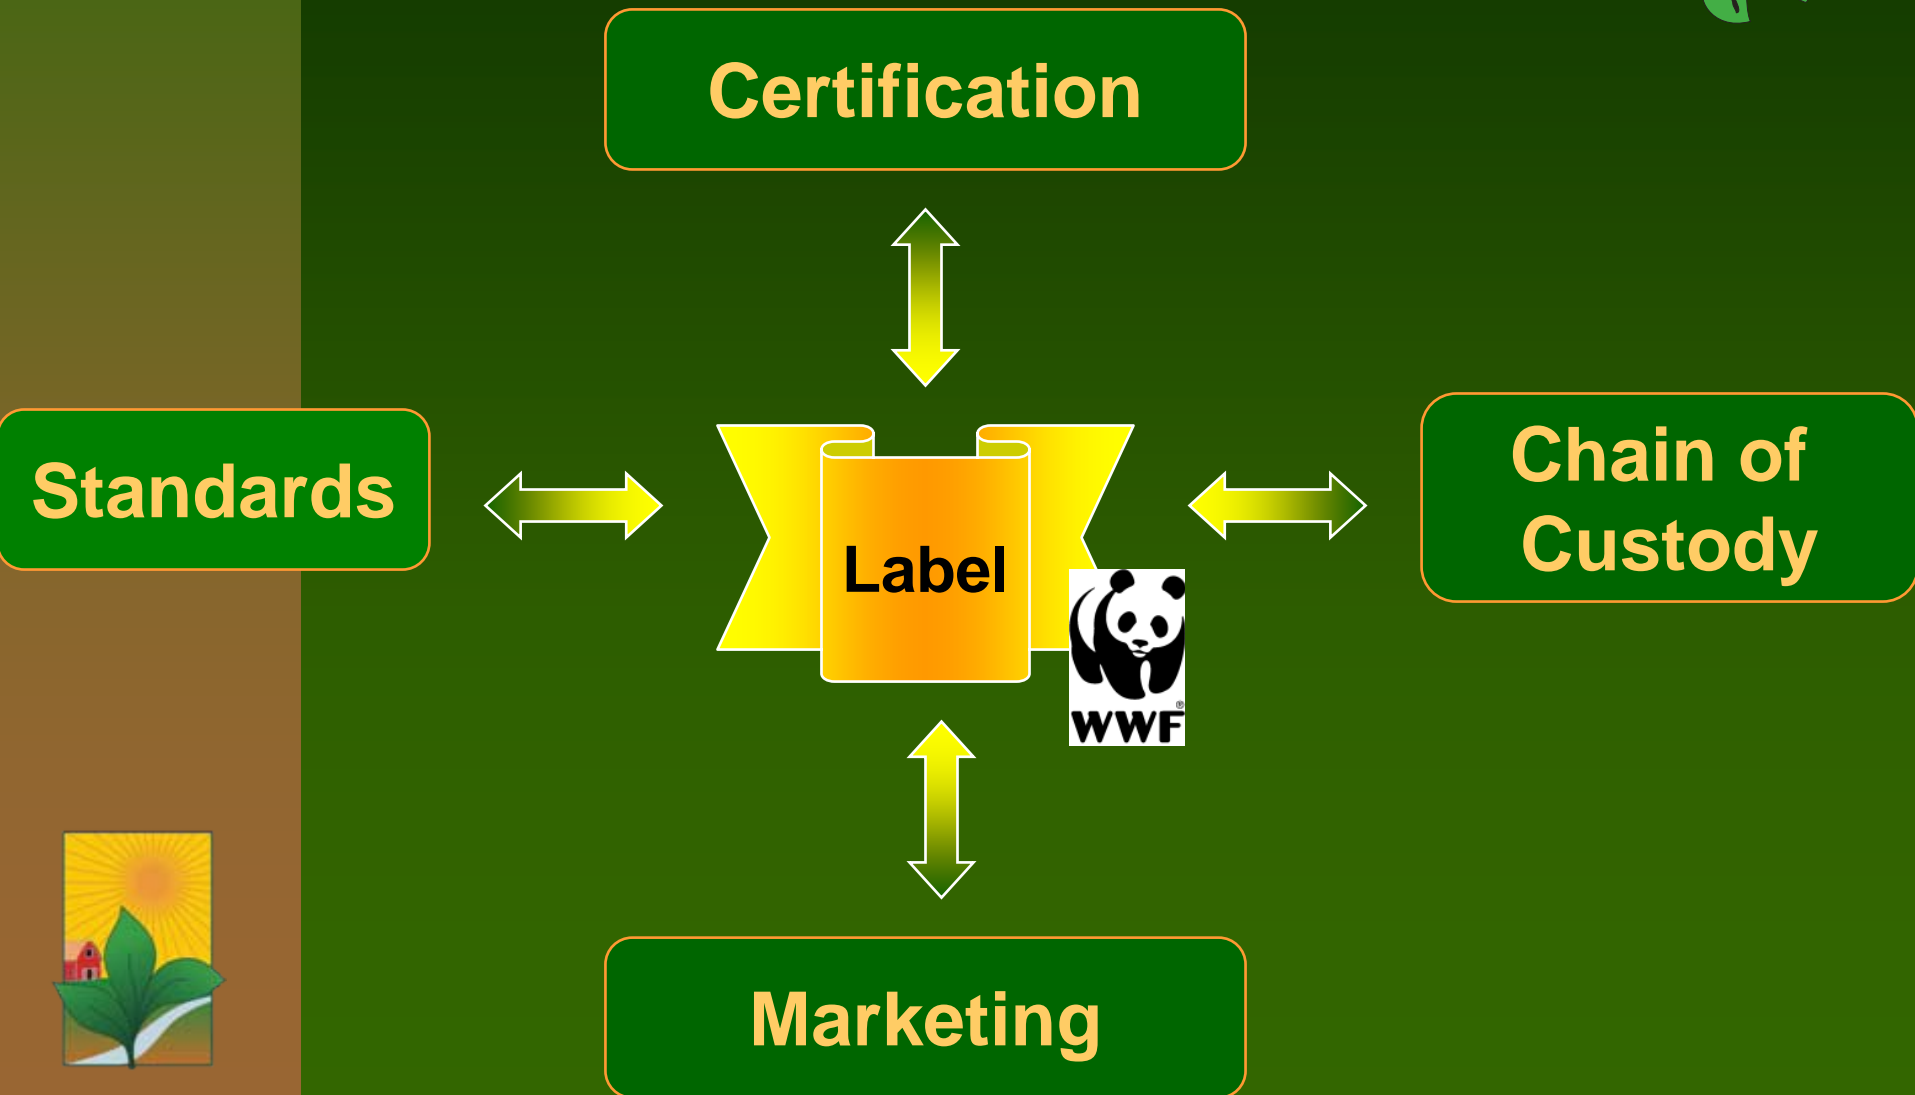 Certification
Standards
Label
Chain of
Custody
®
WWF
Marketing